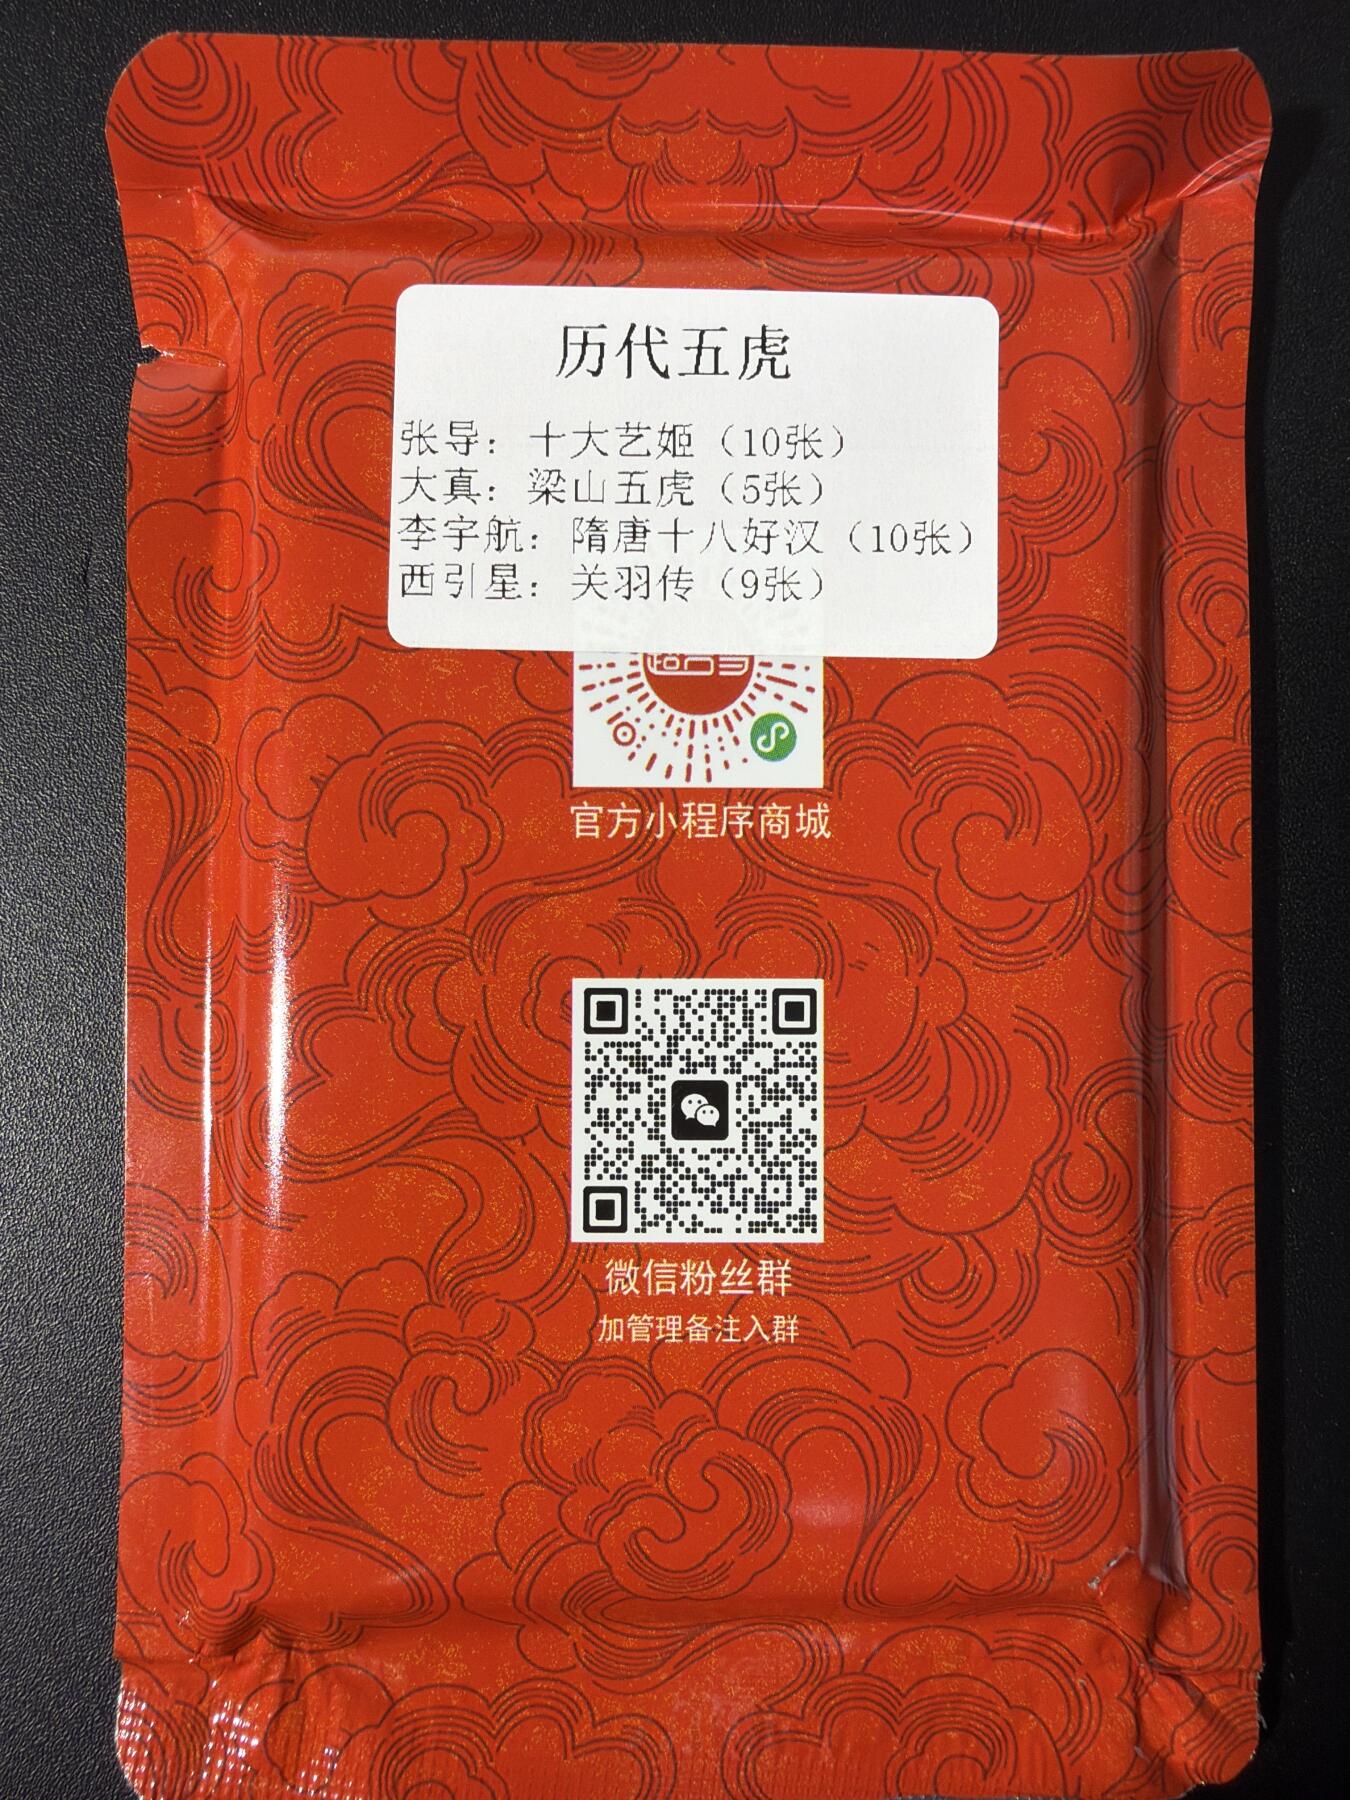 历代五虎
张导：十大艺姬（10张）
大真：梁山五虎（5张）
李宇航：隋唐十八好汉（10张）
西引星：关羽传（9张）
官方小程序商城
微信粉丝群
加管理备注入群